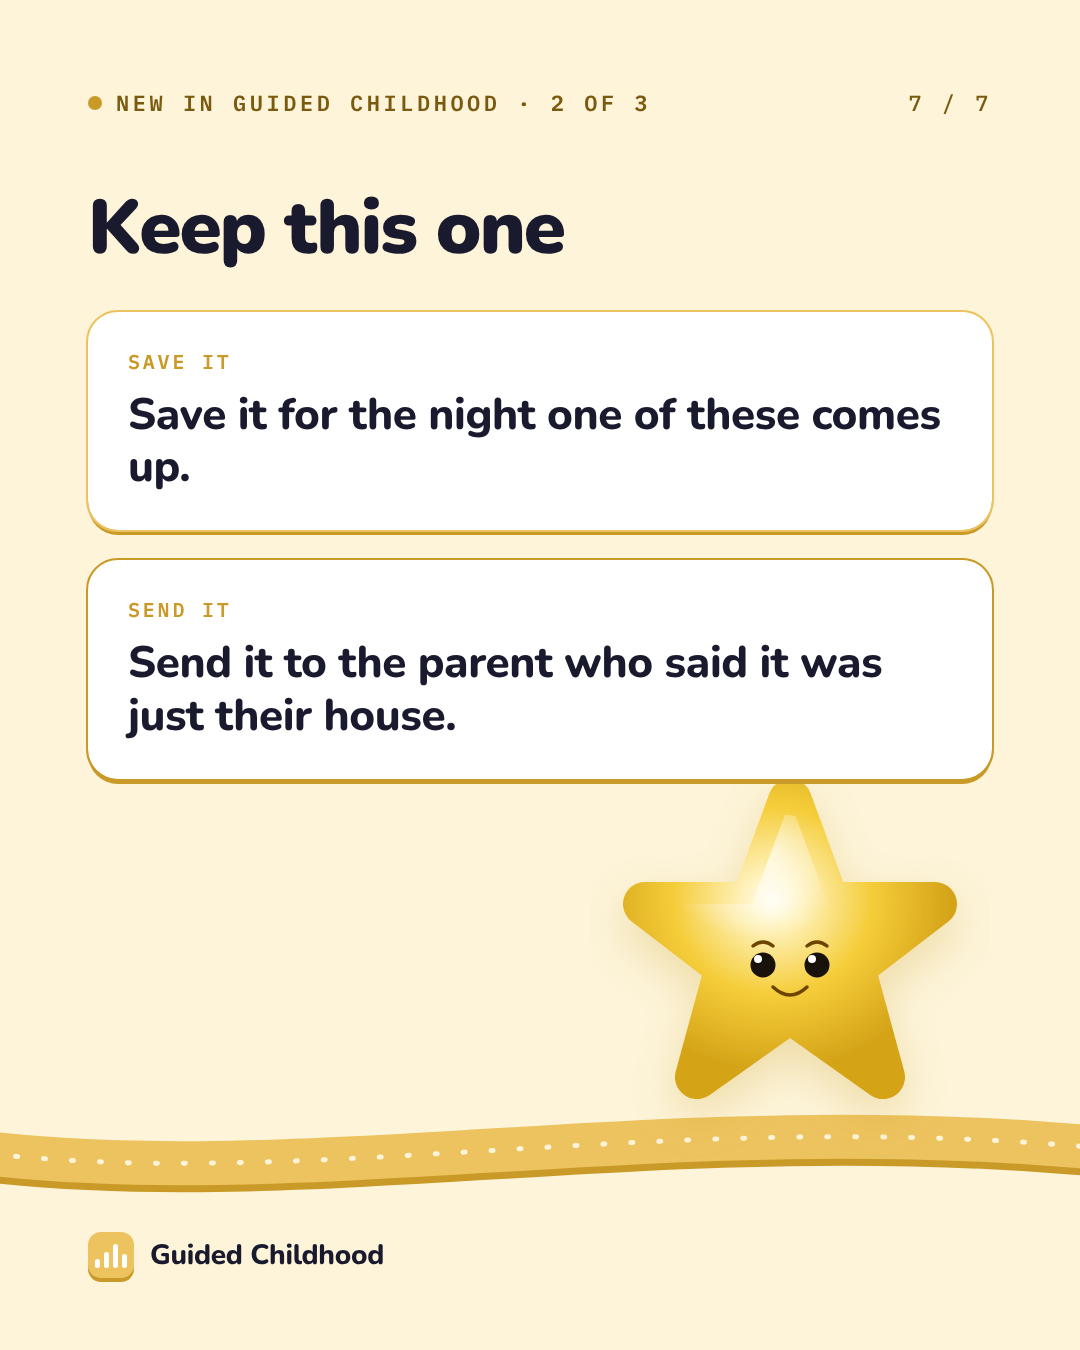 NEW IN GUIDED CHILDHOOD · 2 OF 3
7 / 7
Keep this one
SAVE IT
Save it for the night one of these comes
up.
SEND IT
Send it to the parent who said it was
just their house.
Guided Childhood